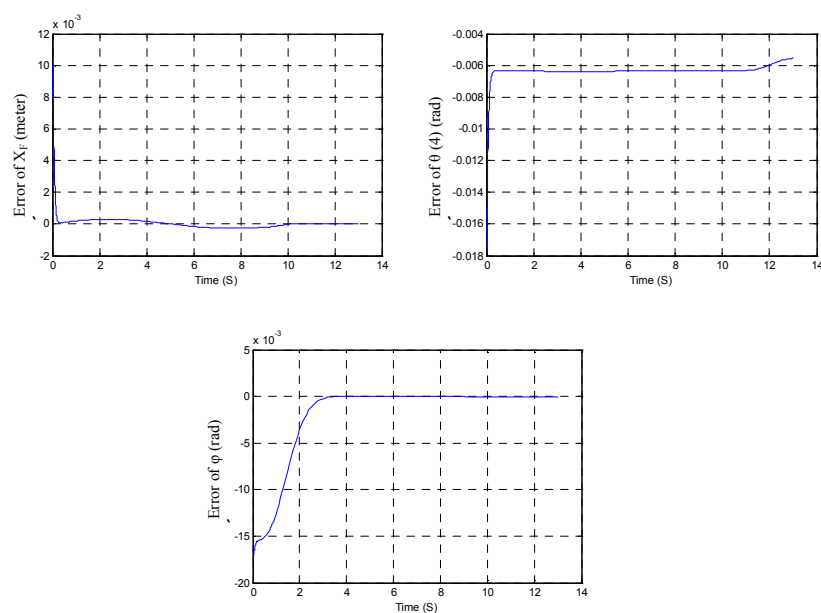 x 10-3
12
10
8
6
4
2
0
-2
Error of XF (meter)
0 2 4 6 8 10 12 14
Time (S)
-0.004
-0.006
-0.008
-0.01
-0.012
-0.014
-0.016
-0.018
Error of θ (4) (rad)
0 2 4 6 8 10 12 14
Time (S)
x 10-3
5
0
-5
-10
-15
-20
Error of φ (rad)
0 2 4 6 8 10 12 14
Time (S)